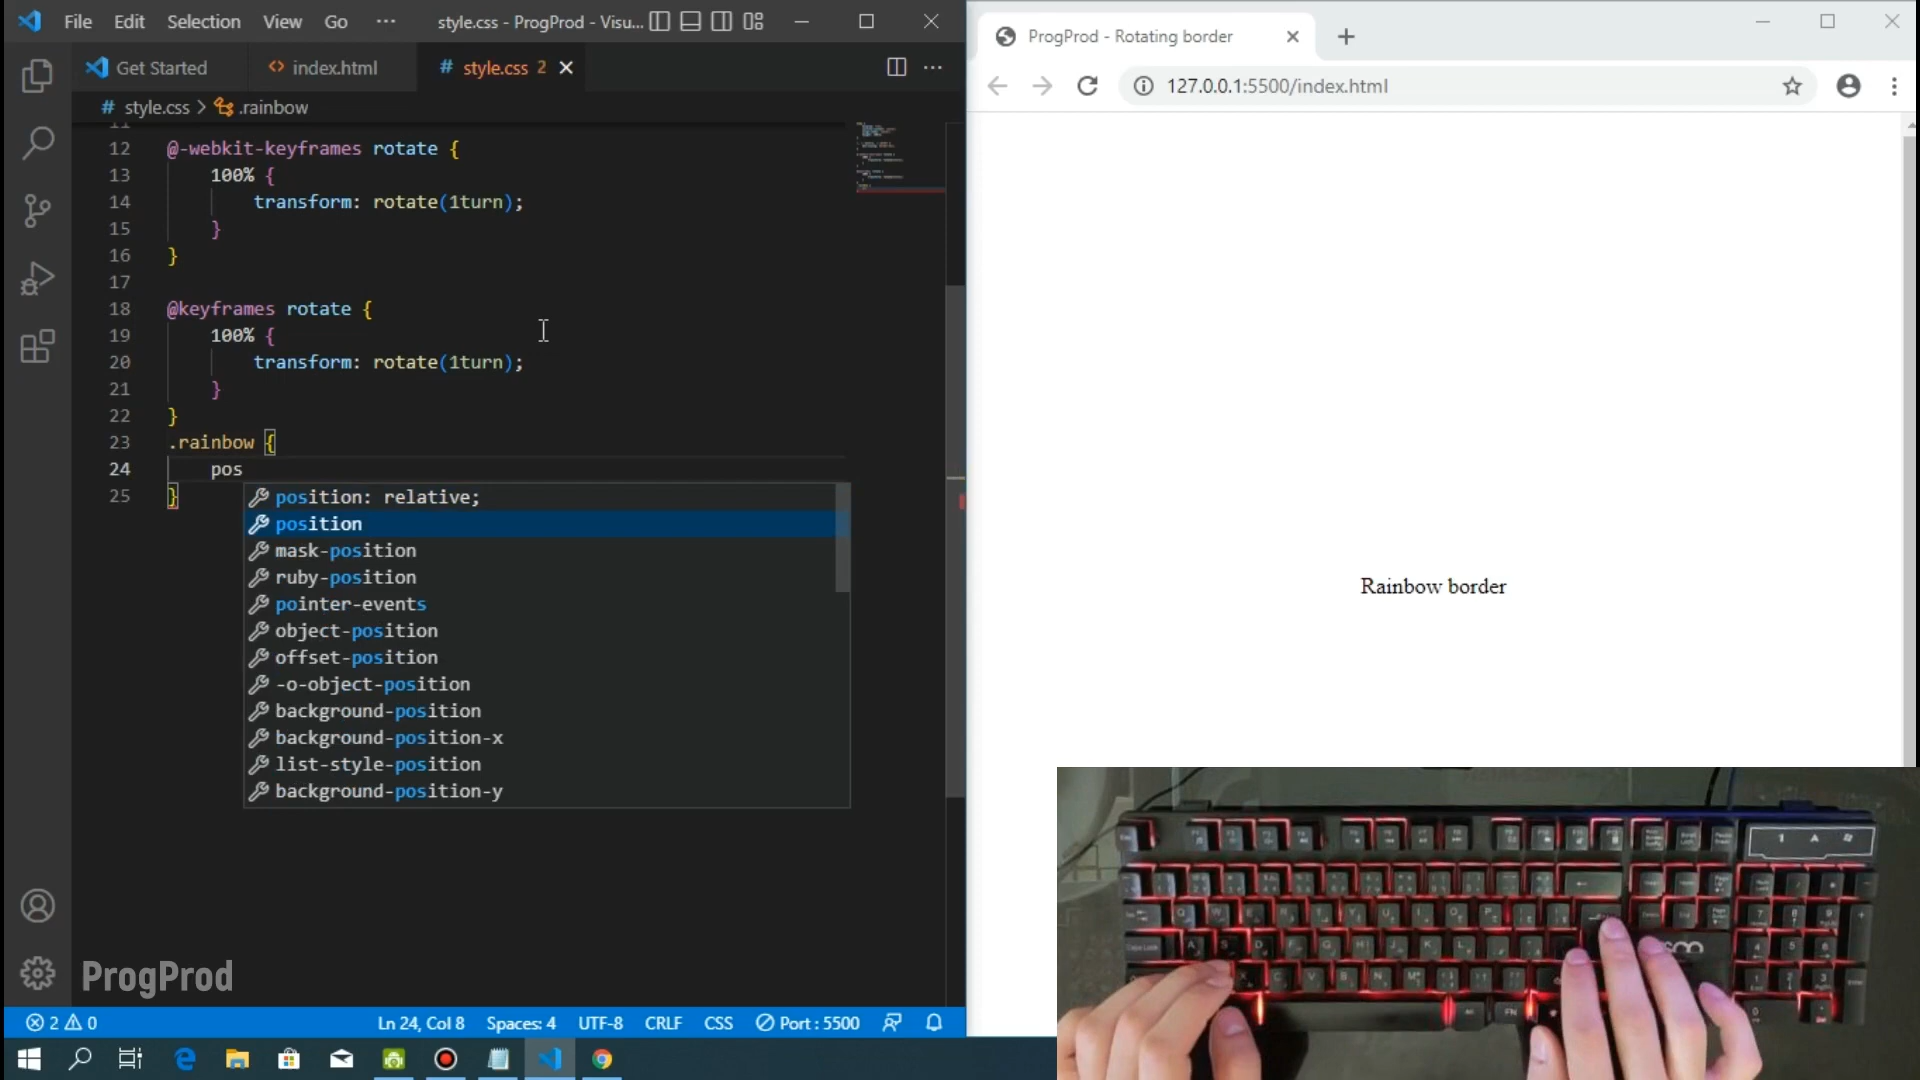 File Edit Selection View Go ··· style.css - ProgProd - Visu...
Get Started index.html # style.css 2
# style.css > .rainbow
11
12 @-webkit-keyframes rotate {
13 100% {
14 transform: rotate(1turn);
15 }
16 }
17
18 @keyframes rotate {
19 100% {
20 transform: rotate(1turn);
21 }
22 }
23 .rainbow {
24 pos
25 }
position: relative;
position
mask-position
ruby-position
pointer-events
object-position
offset-position
-o-object-position
background-position
background-position-x
list-style-position
background-position-y
ProgProd
2 0 Ln 24, Col 8 Spaces: 4 UTF-8 CRLF CSS Port : 5500
ProgProd - Rotating border
127.0.0.1:5500/index.html
Rainbow border